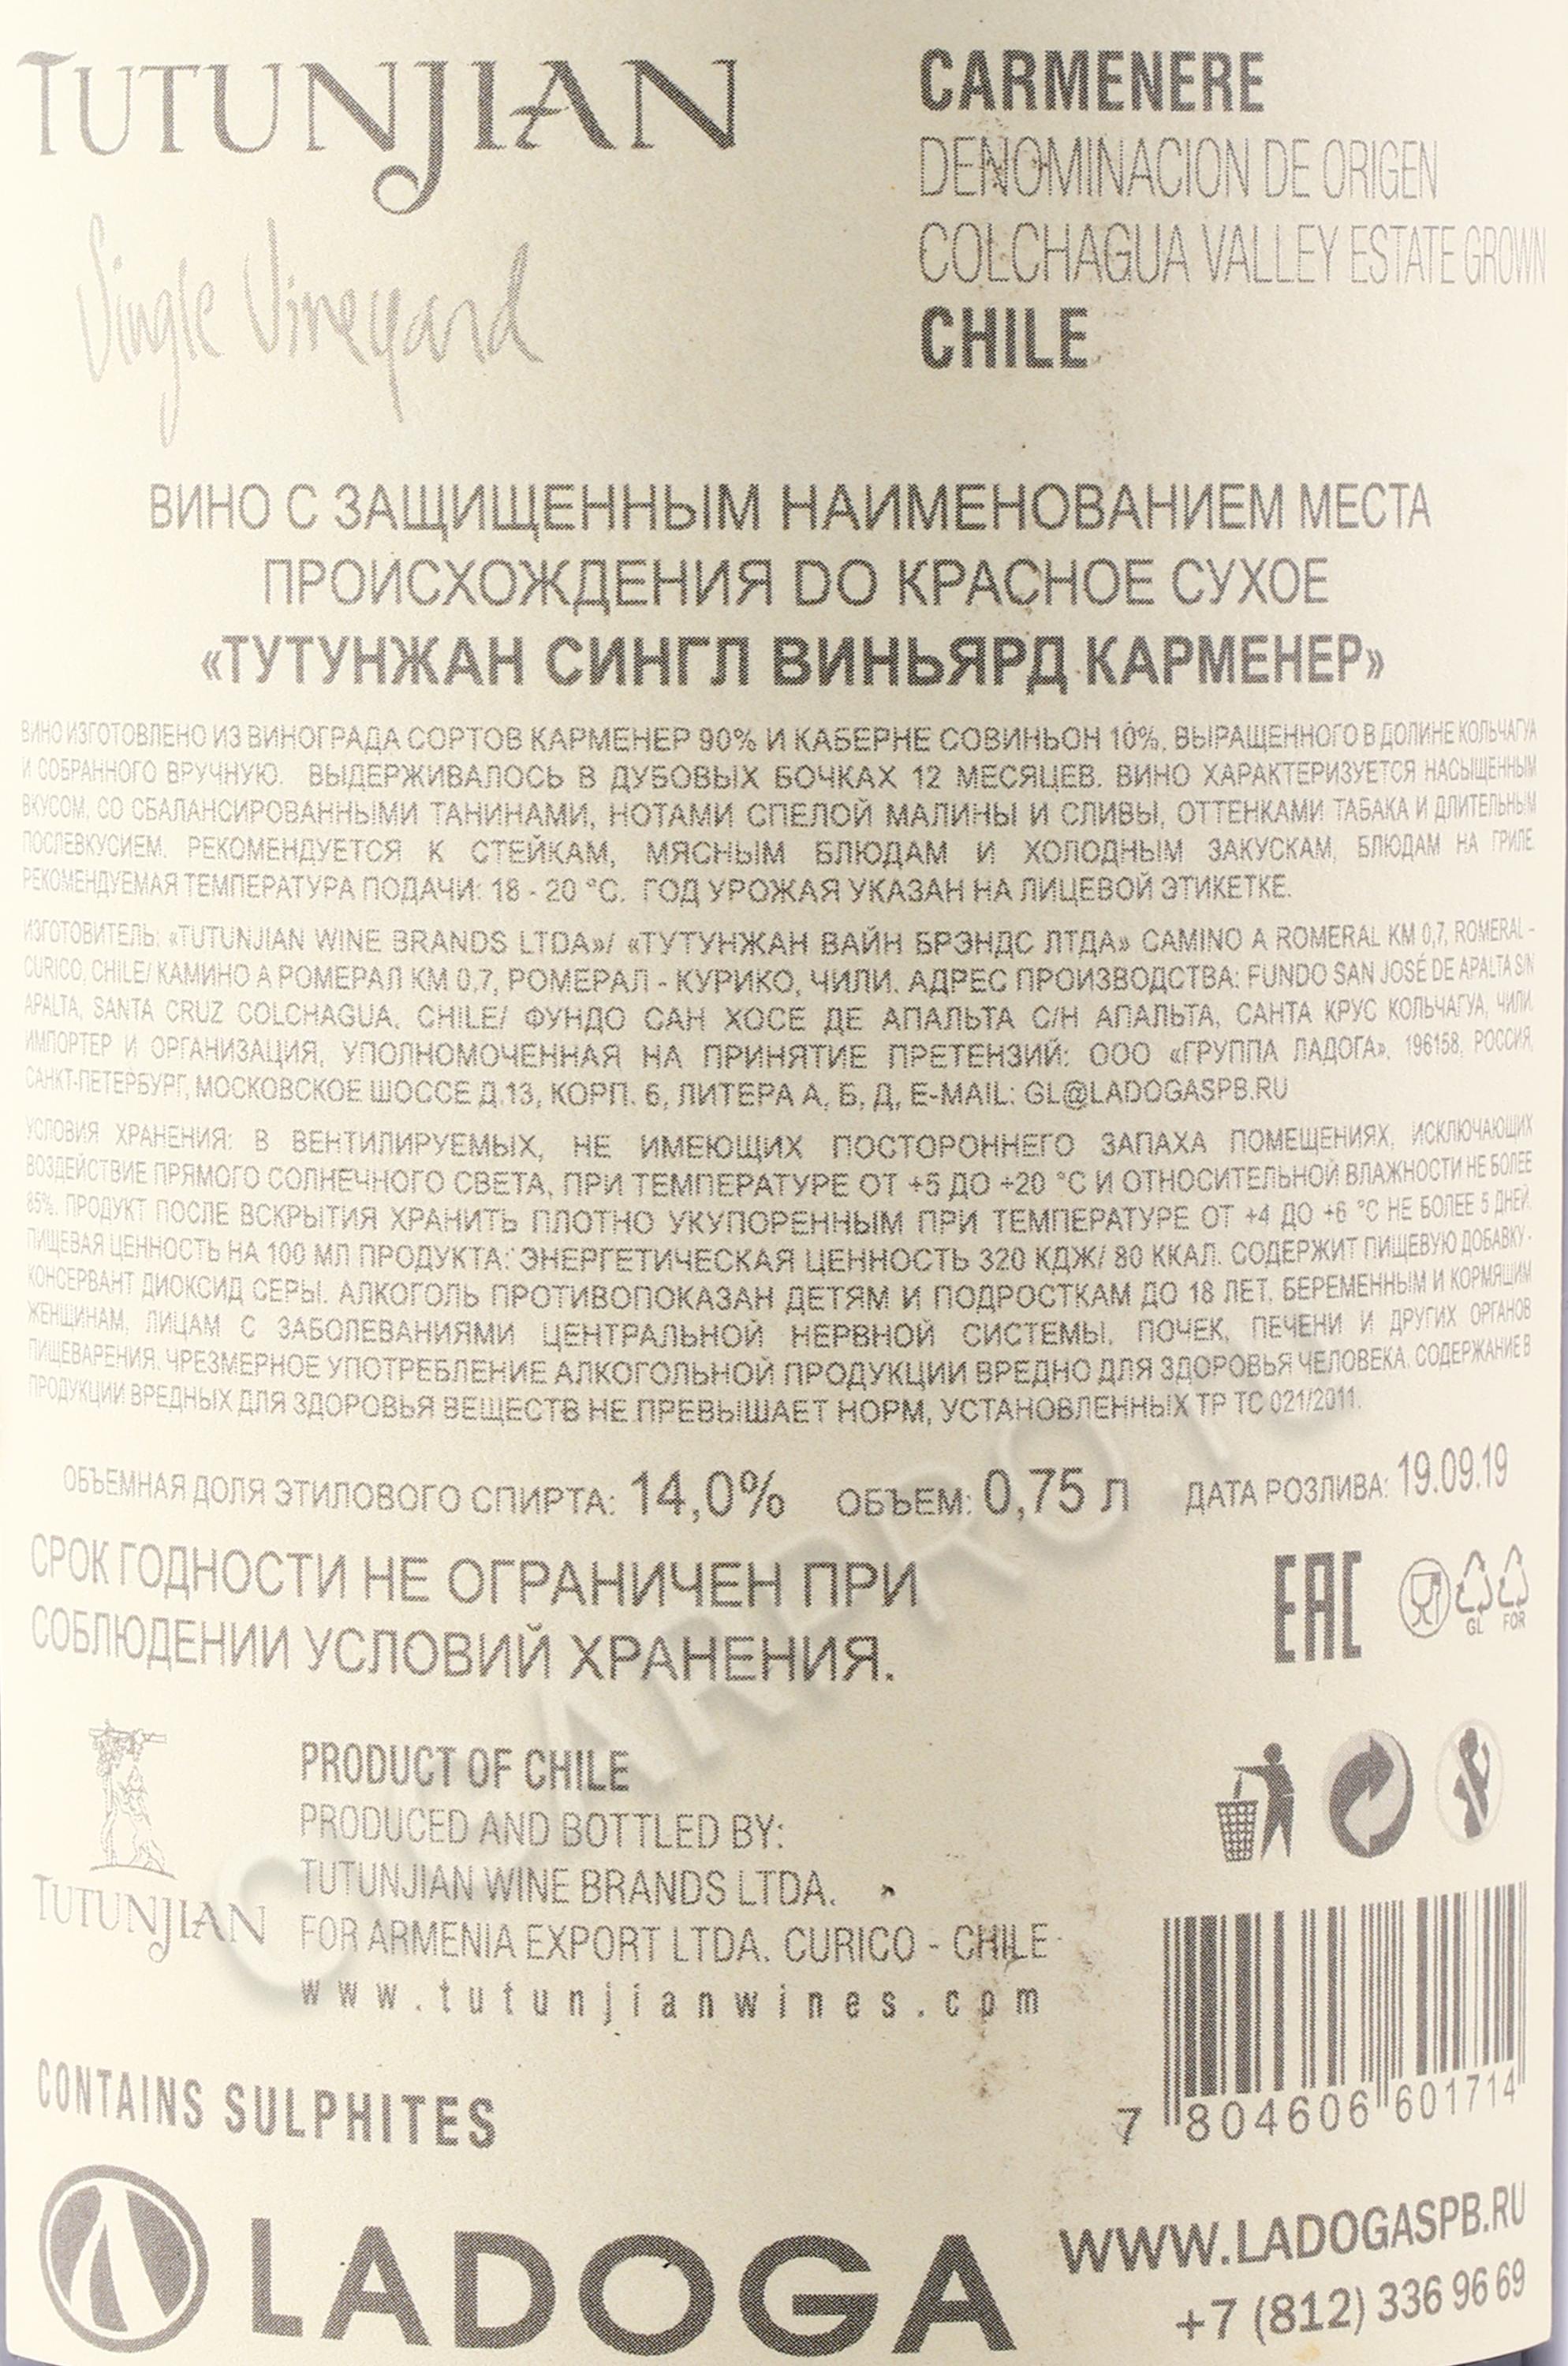 TUTUNJIAN
Single Vineyard
CARMENERE
DENOMINACION DE ORIGEN
COLCHAGUA VALLEY ESTATE GROWN
CHILE
ВИНО С ЗАЩИЩЕННЫМ НАИМЕНОВАНИЕМ МЕСТА
ПРОИСХОЖДЕНИЯ DO КРАСНОЕ СУХОЕ
«ТУТУНЖАН СИНГЛ ВИНЬЯРД КАРМЕНЕР»
ВИНО ИЗГОТОВЛЕНО ИЗ ВИНОГРАДА СОРТОВ КАРМЕНЕР 90% И КАБЕРНЕ СОВИНЬОН 10%, ВЫРАЩЕННОГО В ДОЛИНЕ КОЛЬЧАГУА
И СОБРАННОГО ВРУЧНУЮ. ВЫДЕРЖИВАЛОСЬ В ДУБОВЫХ БОЧКАХ 12 МЕСЯЦЕВ. ВИНО ХАРАКТЕРИЗУЕТСЯ НАСЫЩЕННЫМ
ВКУСОМ, СО СБАЛАНСИРОВАННЫМИ ТАНИНАМИ, НОТАМИ СПЕЛОЙ МАЛИНЫ И СЛИВЫ, ОТТЕНКАМИ ТАБАКА И ДЛИТЕЛЬНЫМ
ПОСЛЕВКУСИЕМ. РЕКОМЕНДУЕТСЯ К СТЕЙКАМ, МЯСНЫМ БЛЮДАМ И ХОЛОДНЫМ ЗАКУСКАМ, БЛЮДАМ НА ГРИЛЕ.
РЕКОМЕНДУЕМАЯ ТЕМПЕРАТУРА ПОДАЧИ: 18 - 20 °C. ГОД УРОЖАЯ УКАЗАН НА ЛИЦЕВОЙ ЭТИКЕТКЕ.
ИЗГОТОВИТЕЛЬ: «TUTUNJIAN WINE BRANDS LTDA»/ «ТУТУНЖАН ВАЙН БРЭНДС ЛТДА» CAMINO A ROMERAL KM 0,7, ROMERAL -
CURICO, CHILE/ КАМИНО А РОМЕРАЛ КМ 0,7, РОМЕРАЛ - КУРИКО, ЧИЛИ. АДРЕС ПРОИЗВОДСТВА: FUNDO SAN JOSÉ DE APALTA S/N
APALTA, SANTA CRUZ COLCHAGUA, CHILE/ ФУНДО САН ХОСЕ ДЕ АПАЛЬТА С/Н АПАЛЬТА, САНТА КРУС КОЛЬЧАГУА, ЧИЛИ.
ИМПОРТЕР И ОРГАНИЗАЦИЯ, УПОЛНОМОЧЕННАЯ НА ПРИНЯТИЕ ПРЕТЕНЗИЙ: ООО «ГРУППА ЛАДОГА», 196158, РОССИЯ,
САНКТ-ПЕТЕРБУРГ, МОСКОВСКОЕ ШОССЕ Д.13, КОРП. 6, ЛИТЕРА А, Б, Д, E-MAIL: GL@LADOGASPB.RU
УСЛОВИЯ ХРАНЕНИЯ: В ВЕНТИЛИРУЕМЫХ, НЕ ИМЕЮЩИХ ПОСТОРОННЕГО ЗАПАХА ПОМЕЩЕНИЯХ, ИСКЛЮЧАЮЩИХ
ВОЗДЕЙСТВИЕ ПРЯМОГО СОЛНЕЧНОГО СВЕТА, ПРИ ТЕМПЕРАТУРЕ ОТ +5 ДО +20 °C И ОТНОСИТЕЛЬНОЙ ВЛАЖНОСТИ НЕ БОЛЕЕ
85%. ПРОДУКТ ПОСЛЕ ВСКРЫТИЯ ХРАНИТЬ ПЛОТНО УКУПОРЕННЫМ ПРИ ТЕМПЕРАТУРЕ ОТ +4 ДО +6 °C НЕ БОЛЕЕ 5 ДНЕЙ.
ПИЩЕВАЯ ЦЕННОСТЬ НА 100 МЛ ПРОДУКТА: ЭНЕРГЕТИЧЕСКАЯ ЦЕННОСТЬ 320 КДЖ/ 80 ККАЛ. СОДЕРЖИТ ПИЩЕВУЮ ДОБАВКУ -
КОНСЕРВАНТ ДИОКСИД СЕРЫ. АЛКОГОЛЬ ПРОТИВОПОКАЗАН ДЕТЯМ И ПОДРОСТКАМ ДО 18 ЛЕТ, БЕРЕМЕННЫМ И КОРМЯЩИМ
ЖЕНЩИНАМ, ЛИЦАМ С ЗАБОЛЕВАНИЯМИ ЦЕНТРАЛЬНОЙ НЕРВНОЙ СИСТЕМЫ, ПОЧЕК, ПЕЧЕНИ И ДРУГИХ ОРГАНОВ
ПИЩЕВАРЕНИЯ. ЧРЕЗМЕРНОЕ УПОТРЕБЛЕНИЕ АЛКОГОЛЬНОЙ ПРОДУКЦИИ ВРЕДНО ДЛЯ ЗДОРОВЬЯ ЧЕЛОВЕКА. СОДЕРЖАНИЕ В
ПРОДУКЦИИ ВРЕДНЫХ ДЛЯ ЗДОРОВЬЯ ВЕЩЕСТВ НЕ ПРЕВЫШАЕТ НОРМ, УСТАНОВЛЕННЫХ ТР ТС 021/2011.
ОБЪЕМНАЯ ДОЛЯ ЭТИЛОВОГО СПИРТА: 14,0% ОБЪЕМ: 0,75 Л ДАТА РОЗЛИВА: 19.09.19
СРОК ГОДНОСТИ НЕ ОГРАНИЧЕН ПРИ
СОБЛЮДЕНИИ УСЛОВИЙ ХРАНЕНИЯ.
EAC
GL FOR
PRODUCT OF CHILE
PRODUCED AND BOTTLED BY:
TUTUNJIAN WINE BRANDS LTDA.
FOR ARMENIA EXPORT LTDA. CURICO - CHILE
www.tutunjianwines.com
TUTUNJIAN
CONTAINS SULPHITES
7 804606 601714
LADOGA
WWW.LADOGASPB.RU
+7 (812) 336 96 69